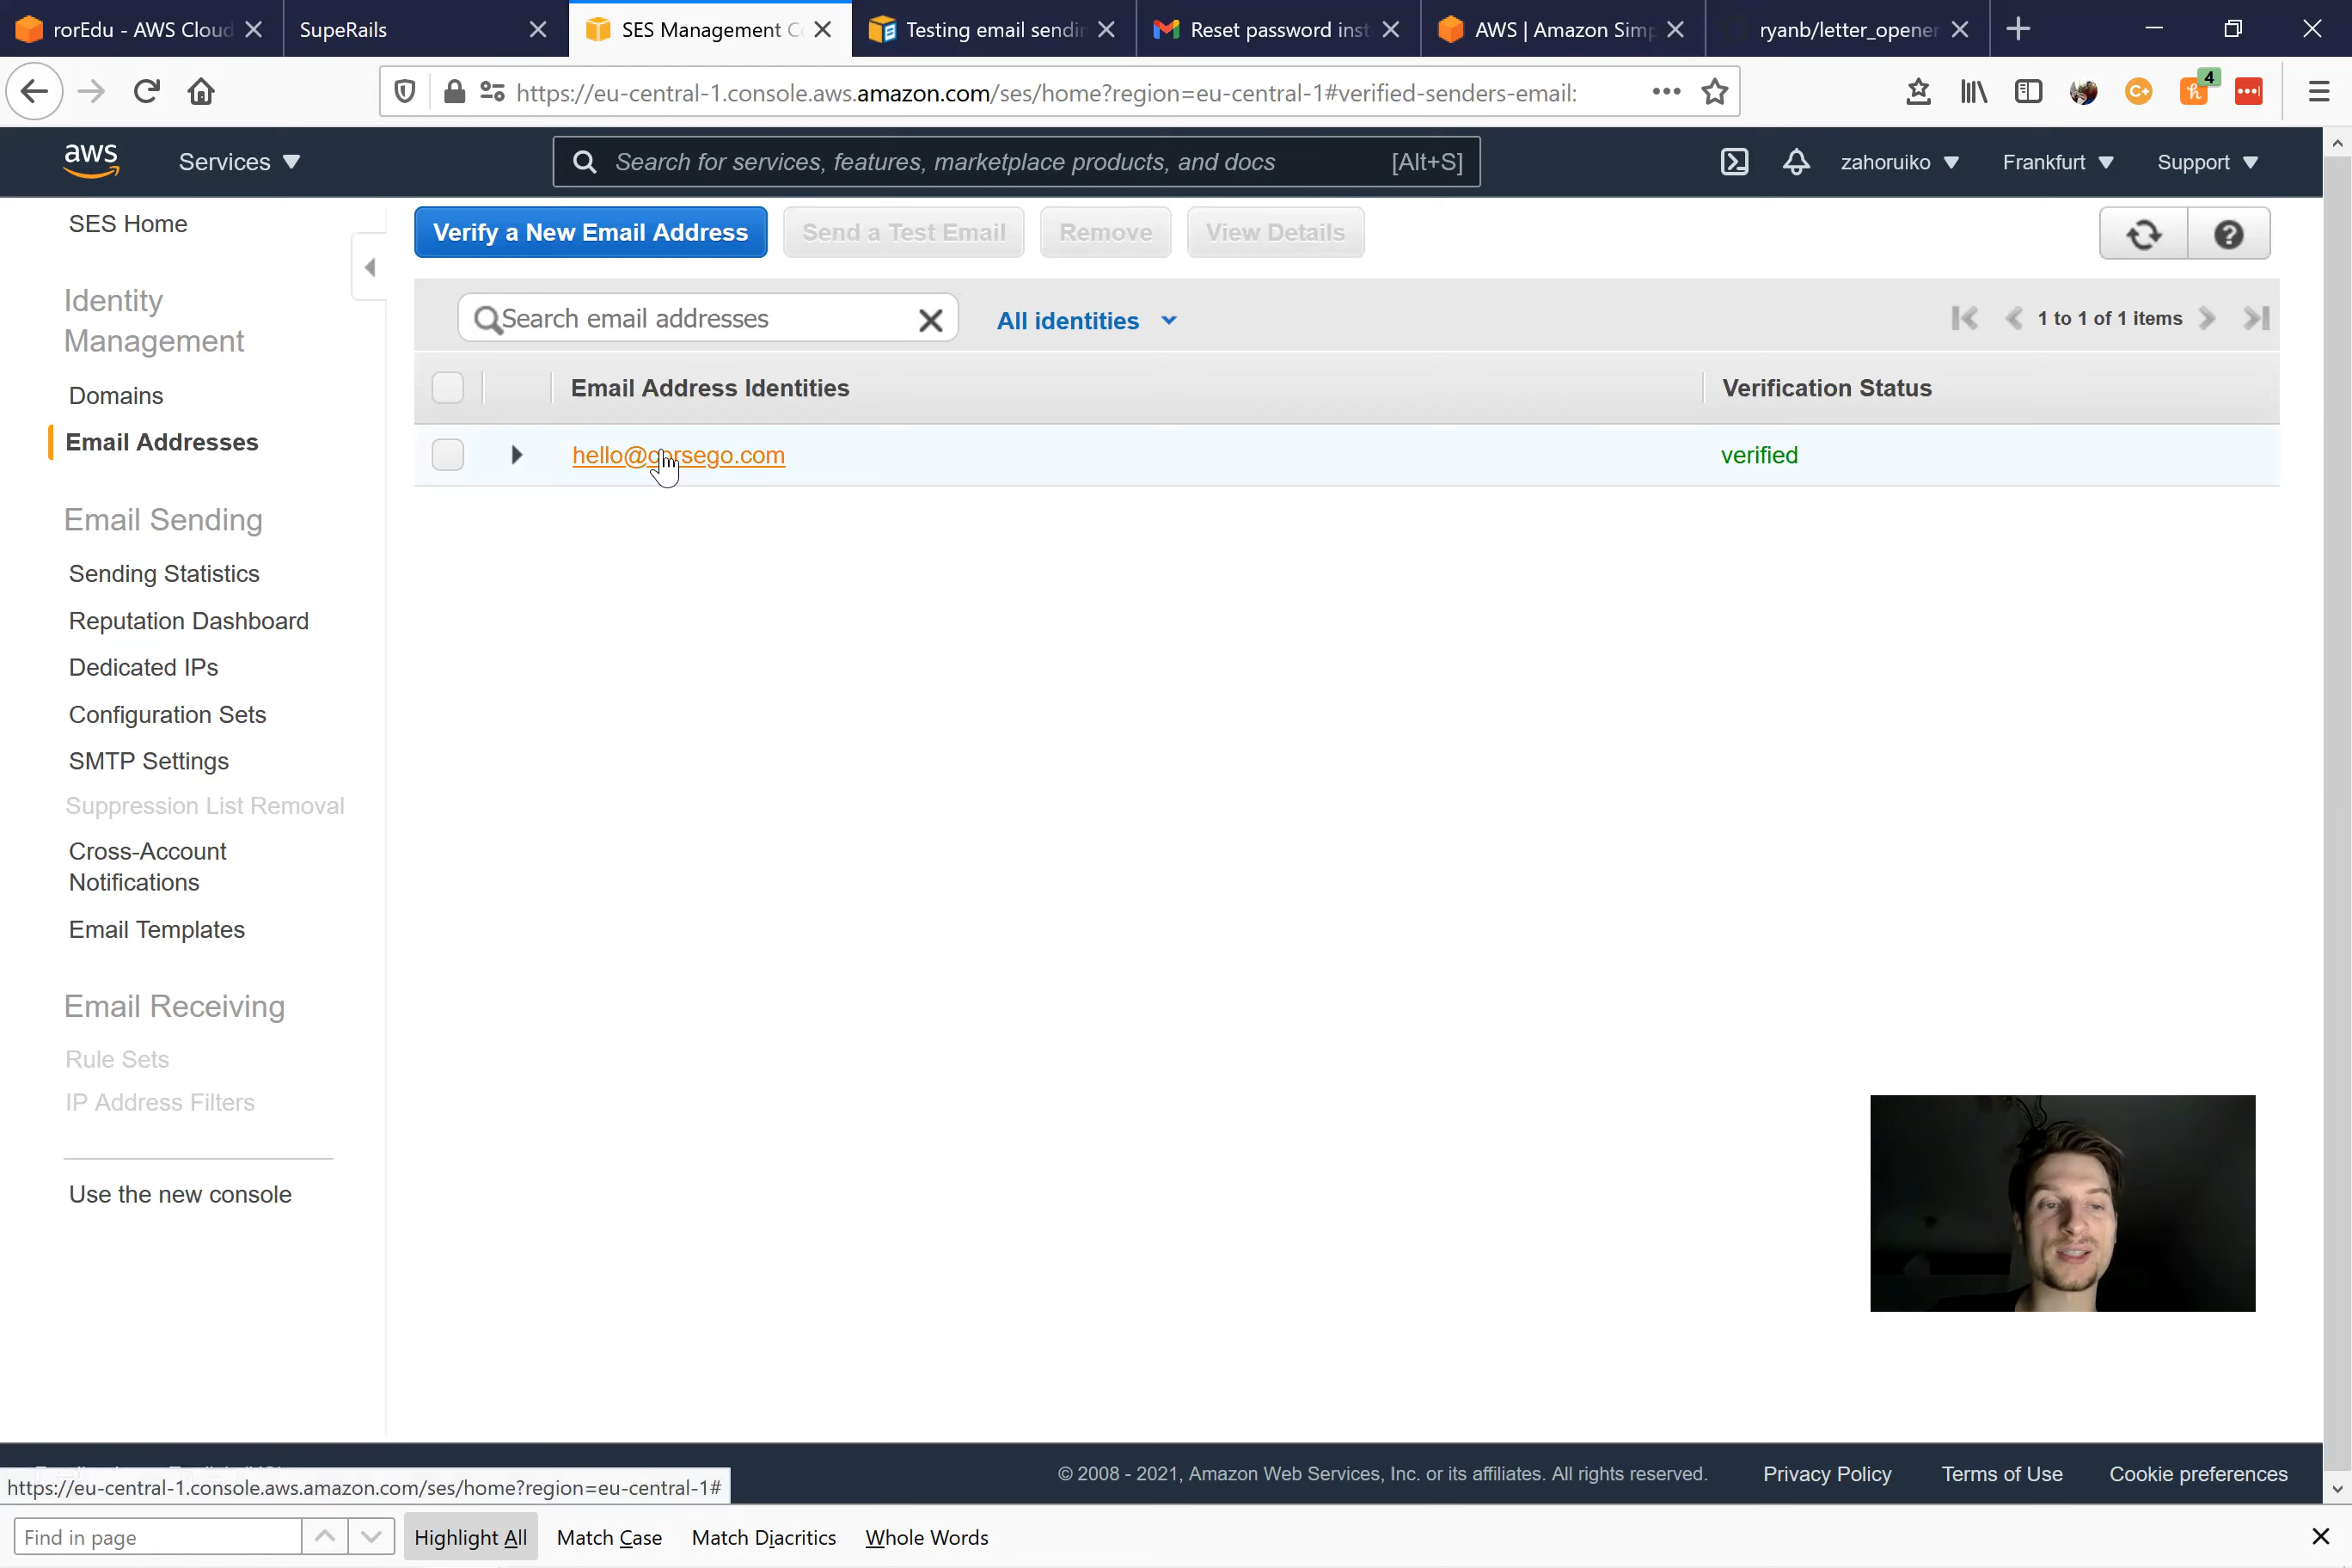 rorEdu - AWS Cloud
SupeRails
SES Management Co
Testing email sendin
Reset password inst
AWS | Amazon Simp
ryanb/letter_opener
https://eu-central-1.console.aws.amazon.com/ses/home?region=eu-central-1#verified-senders-email:
4
aws
Services
Search for services, features, marketplace products, and docs
[Alt+S]
zahoruiko
Frankfurt
Support
SES Home
Identity
Management
Domains
Email Addresses
Email Sending
Sending Statistics
Reputation Dashboard
Dedicated IPs
Configuration Sets
SMTP Settings
Suppression List Removal
Cross-Account
Notifications
Email Templates
Email Receiving
Rule Sets
IP Address Filters
Use the new console
Verify a New Email Address
Send a Test Email
Remove
View Details
Search email addresses
All identities
1 to 1 of 1 items
Email Address Identities
Verification Status
hello@corsego.com
verified
© 2008 - 2021, Amazon Web Services, Inc. or its affiliates. All rights reserved.
Privacy Policy
Terms of Use
Cookie preferences
https://eu-central-1.console.aws.amazon.com/ses/home?region=eu-central-1#
Find in page
Highlight All
Match Case
Match Diacritics
Whole Words